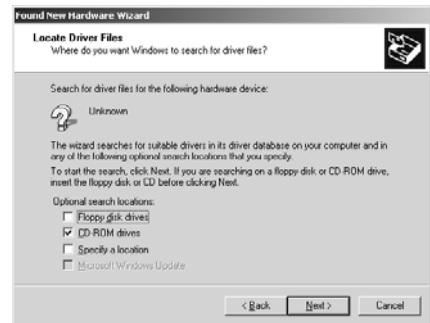 Found New Hardware Wizard
Locate Driver Files
Where do you want Windows to search for driver files?
Search for driver files for the following hardware device:
Unknown
The wizard searches for suitable drivers in its driver database on your computer and in
any of the following optional search locations that you specify.
To start the search, click Next. If you are searching on a floppy disk or CD-ROM drive,
insert the floppy disk or CD before clicking Next.
Optional search locations:
Floppy disk drives
CD-ROM drives
Specify a location
Microsoft Windows Update
< Back
Next >
Cancel